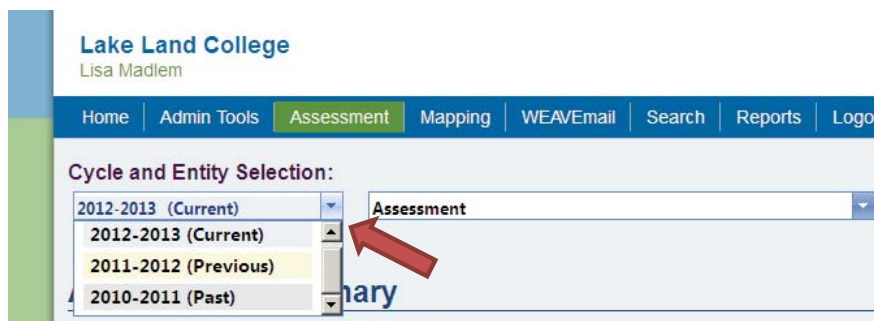 Lake Land College
Lisa Madlem
Home Admin Tools Assessment Mapping WEAVEmail Search Reports Logo
Cycle and Entity Selection:
2012-2013 (Current) Assessment
2012-2013 (Current)
2011-2012 (Previous)
2010-2011 (Past)